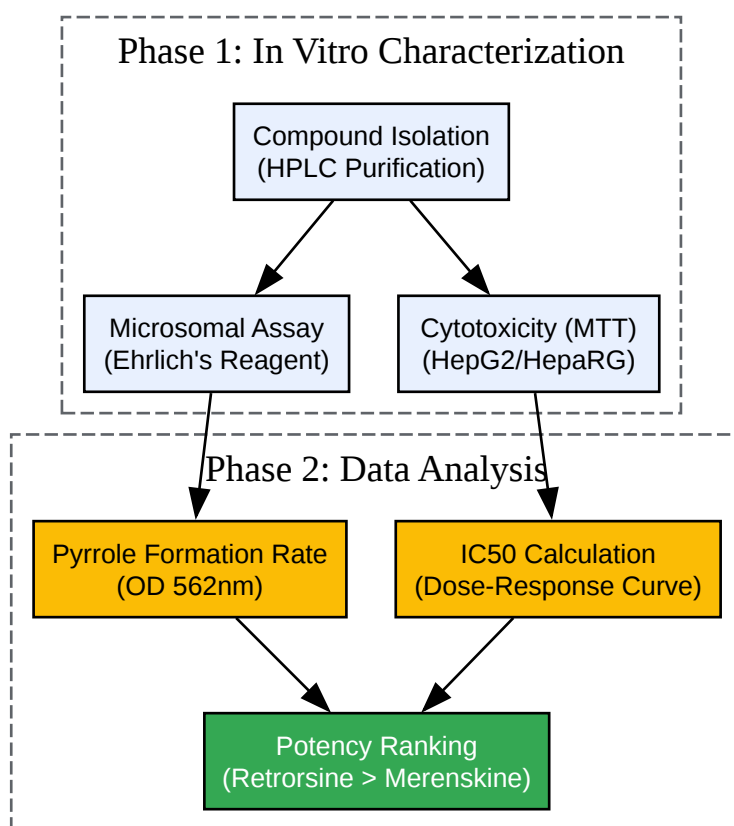 Phase 1: In Vitro Characterization
Compound Isolation
(HPLC Purification)
Microsomal Assay
(Ehrlich's Reagent)
Cytotoxicity (MTT)
(HepG2/HepaRG)
Phase 2: Data Analysis
Pyrrole Formation Rate
(OD 562nm)
IC50 Calculation
(Dose-Response Curve)
Potency Ranking
(Retrorsine > Merenskine)